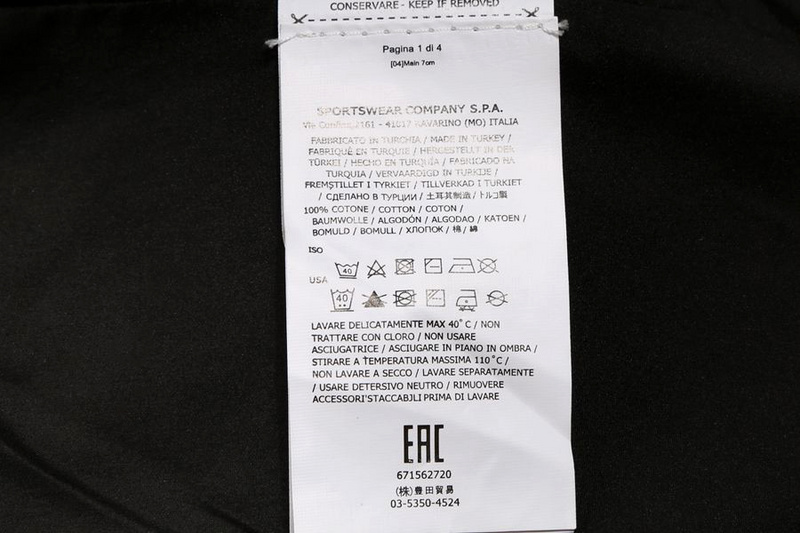 CONSERVARE - KEEP IF REMOVED
Pagina 1 di 4
[04]Main 7cm
SPORTSWEAR COMPANY S.P.A.
41017 RAVARINO (MO) ITALIA
FABBRICATO IN TURCHIA / MADE IN TURKEY /
FABRIQUÉ EN TURQUIE / HERGESTELLT IN DER
TÜRKEI / HECHO EN TURQUÍA / FABRICADO NA
TURQUIA / VERVAARDIGD IN TURKIJE /
FREMSTILLET I TYRKIET / TILLVERKAD I TURKIET
/ СДЕЛАНО В ТУРЦИИ / 土耳其制造 / トルコ製
100% COTONE / COTTON / COTON /
BAUMWOLLE / ALGODÓN / ALGODAO / KATOEN /
BOMULD / BOMULL / ХЛОПОК / 棉 / 綿
ISO
40
USA
40
LAVARE DELICATAMENTE MAX 40°C / NON
TRATTARE CON CLORO / NON USARE
ASCIUGATRICE / ASCIUGARE IN PIANO IN OMBRA /
STIRARE A TEMPERATURA MASSIMA 110°C /
NON LAVARE A SECCO / LAVARE SEPARATAMENTE
/ USARE DETERSIVO NEUTRO / RIMUOVERE
ACCESSORI STACCABILI PRIMA DI LAVARE
EAC
671562720
(株)豊田貿易
03-5350-4524